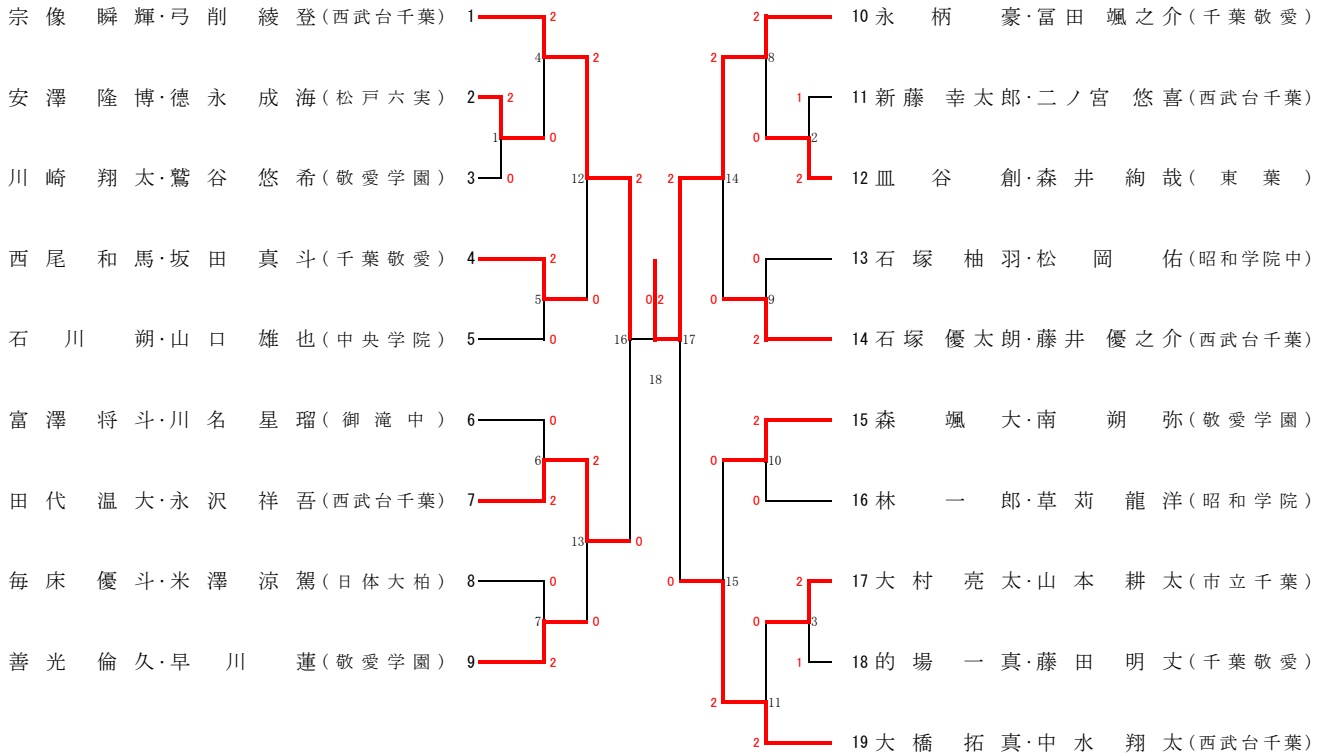 宗像 瞬輝・弓削 綾登(西武台千葉) 1
安澤 隆博・德永 成海(松戸六実) 2
川崎 翔太・鷲谷 悠希(敬愛学園) 3
西尾 和馬・坂田 真斗(千葉敬愛) 4
石川 朔・山口 雄也(中央学院) 5
富澤 将斗・川名 星瑠(御滝中) 6
田代 温大・永沢 祥吾(西武台千葉) 7
毎床 優斗・米澤 涼駕(日体大柏) 8
善光 倫久・早川 蓮(敬愛学園) 9
2
4
2
2
1
0
0
12
2
2
5
0
0
16
0
6
2
2
13
0
0
7
0
2
0 2
18
2
2
8
1
0
2
2
2
14
0
0
9
2
17
2
0
10
0
0
15
2
0
3
1
2
11
2
10 永柄 豪・冨田 颯之介(千葉敬愛)
11 新藤 幸太郎・二ノ宮 悠喜(西武台千葉)
12 皿谷 創・森井 絢哉(東葉)
13 石塚 柚羽・松岡 佑(昭和学院中)
14 石塚 優太朗・藤井 優之介(西武台千葉)
15 森 颯大・南 朔弥(敬愛学園)
16 林 一郎・草苅 龍洋(昭和学院)
17 大村 亮太・山本 耕太(市立千葉)
18 的場 一真・藤田 明丈(千葉敬愛)
19 大橋 拓真・中水 翔太(西武台千葉)